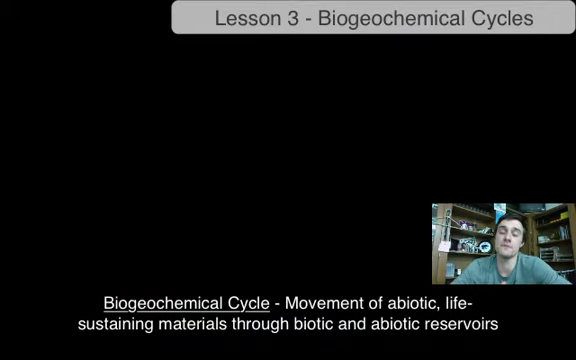 Lesson 3 - Biogeochemical Cycles
Biogeochemical Cycle - Movement of abiotic, life-
sustaining materials through biotic and abiotic reservoirs